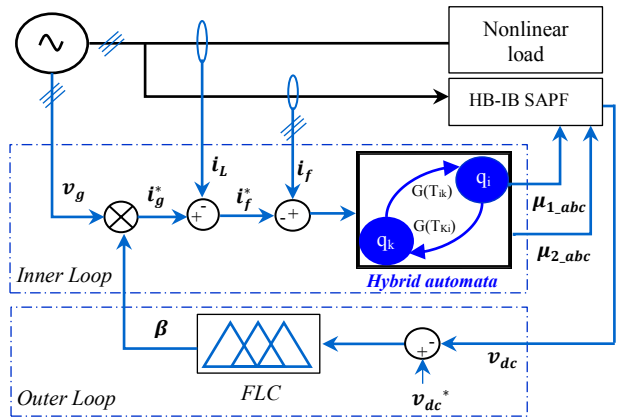 Nonlinear
load
HB-IB SAPF
i_L
i_f
v_g
i_g^*
i_f^*
- + 
- +
G(T_ik)
q_i
G(T_Ki)
q_k
μ_1_abc
μ_2_abc
Hybrid automata
Inner Loop
β
FLC
+ -
v_dc
v_dc^*
Outer Loop